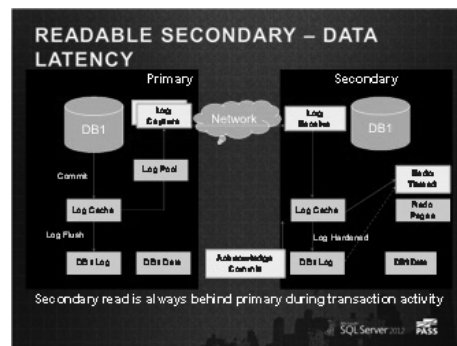 READABLE SECONDARY – DATA
LATENCY
Primary
Secondary
DB1
Log
Capture
Network
Log
Receive
DB1
Commit
Log Pool
Redo
Thread
Log Cache
Log Cache
Redo
Pages
Log Flush
Log Hardened
DB1 Log
DB1 Data
Acknowledge
Commit
DB1 Log
DB1 Data
Secondary read is always behind primary during transaction activity
SQL Server 2012
PASS